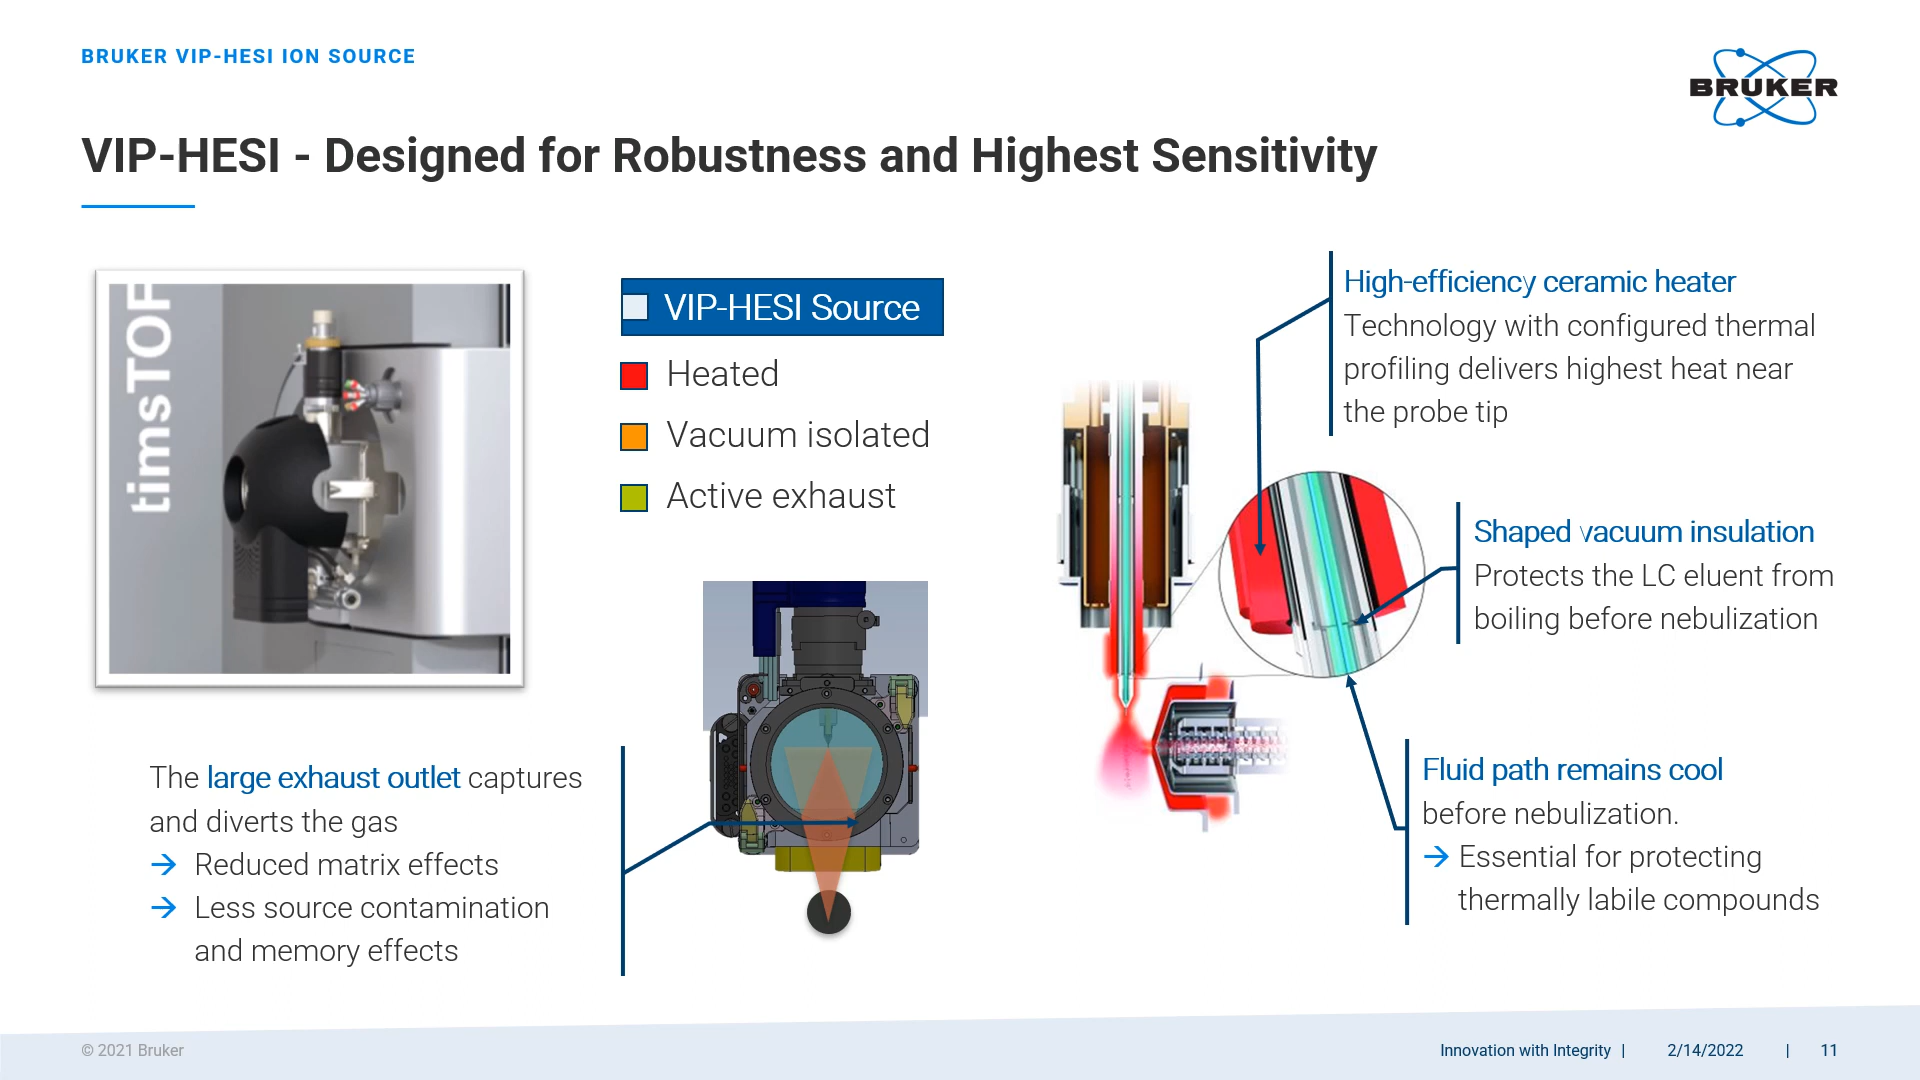 BRUKER VIP-HESI ION SOURCE
BRUKER
VIP-HESI - Designed for Robustness and Highest Sensitivity
timsTOF
VIP-HESI Source
Heated
Vacuum isolated
Active exhaust
High-efficiency ceramic heater
Technology with configured thermal
profiling delivers highest heat near
the probe tip
Shaped vacuum insulation
Protects the LC eluent from
boiling before nebulization
The large exhaust outlet captures
and diverts the gas
→ Reduced matrix effects
→ Less source contamination
and memory effects
Fluid path remains cool
before nebulization.
→ Essential for protecting
thermally labile compounds
© 2021 Bruker
Innovation with Integrity | 2/14/2022 | 11